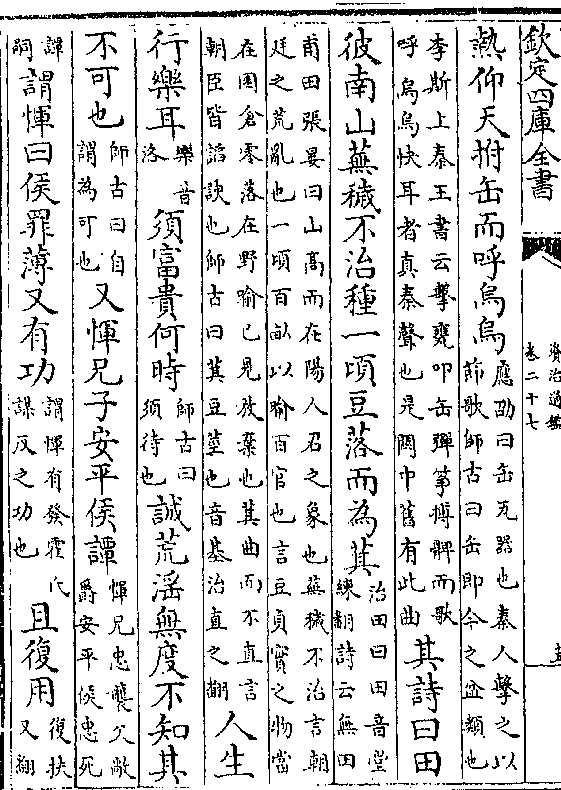 欽定四庫全書
資治通鑑
卷二十七
熱仰天拊缶而呼烏烏
應劭曰缶瓦器也秦人擊之以
節歌師古曰缶即今之盆類也
李斯上秦王書云擊甕叩缶彈箏搏髀而歌
呼烏烏快耳者真秦聲也是關中舊有此曲
其詩曰田
彼南山蕪穢不治種一頃豆落而為萁
治田曰田音堂
練翻詩云無田
甫田張晏曰山高而在陽人君之象也蕪穢不治言朝
廷之荒亂也一頃百畝以喻百官也言豆貞實之物當
在囷倉零落在野喻已見放棄也萁曲而不直言
朝臣皆諂諛也師古曰萁豆莖也音基治直之翻
人生
行樂耳
樂音
洛
須富貴何時
師古曰
須待也
誠荒淫無度不知其
不可也
師古曰自
謂為可也
又惲兄子安平侯譚
惲兄忠襲父敞
爵安平侯忠死
譚
嗣
謂惲曰侯罪薄又有功
謂惲有發霍氏
謀反之功也
且復用
復扶
又翻